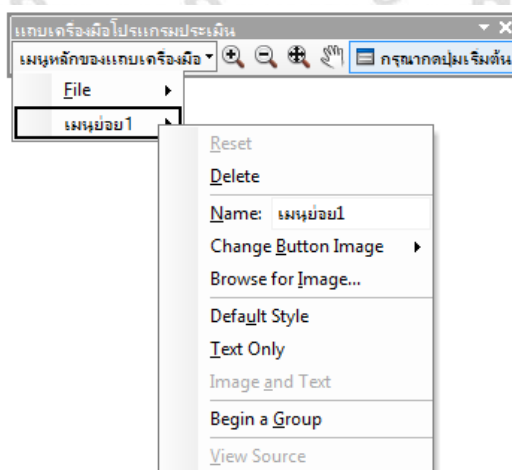 แถบเครื่องมือโปรแกรมประเมิน
เมนูหลักของแถบเครื่องมือ กรุณากดปุ่มเริ่มต้น
File
เมนูย่อย1
Reset
Delete
Name: เมนูย่อย1
Change Button Image
Browse for Image...
Default Style
Text Only
Image and Text
Begin a Group
View Source